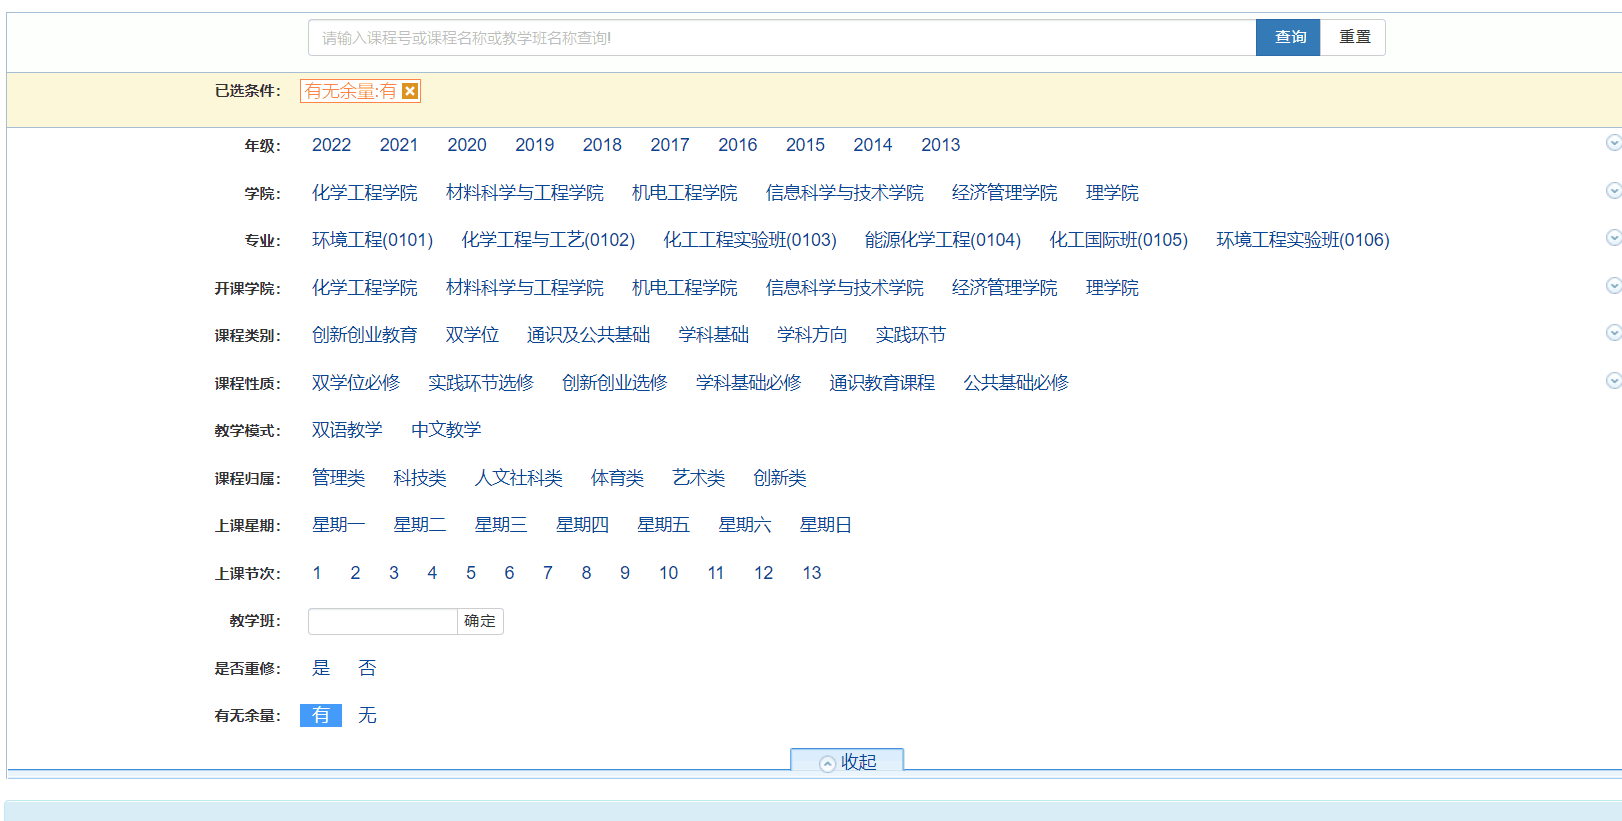 请输入课程号或课程名称或教学班名称查询! 查询 重置
已选条件： 有无余量:有
年级： 2022 2021 2020 2019 2018 2017 2016 2015 2014 2013
学院： 化学工程学院 材料科学与工程学院 机电工程学院 信息科学与技术学院 经济管理学院 理学院
专业： 环境工程(0101) 化学工程与工艺(0102) 化工工程实验班(0103) 能源化学工程(0104) 化工国际班(0105) 环境工程实验班(0106)
开课学院： 化学工程学院 材料科学与工程学院 机电工程学院 信息科学与技术学院 经济管理学院 理学院
课程类别： 创新创业教育 双学位 通识及公共基础 学科基础 学科方向 实践环节
课程性质： 双学位必修 实践环节选修 创新创业选修 学科基础必修 通识教育课程 公共基础必修
教学模式： 双语教学 中文教学
课程归属： 管理类 科技类 人文社科类 体育类 艺术类 创新类
上课星期： 星期一 星期二 星期三 星期四 星期五 星期六 星期日
上课节次： 1 2 3 4 5 6 7 8 9 10 11 12 13
教学班： 确定
是否重修： 是 否
有无余量： 有 无
收起